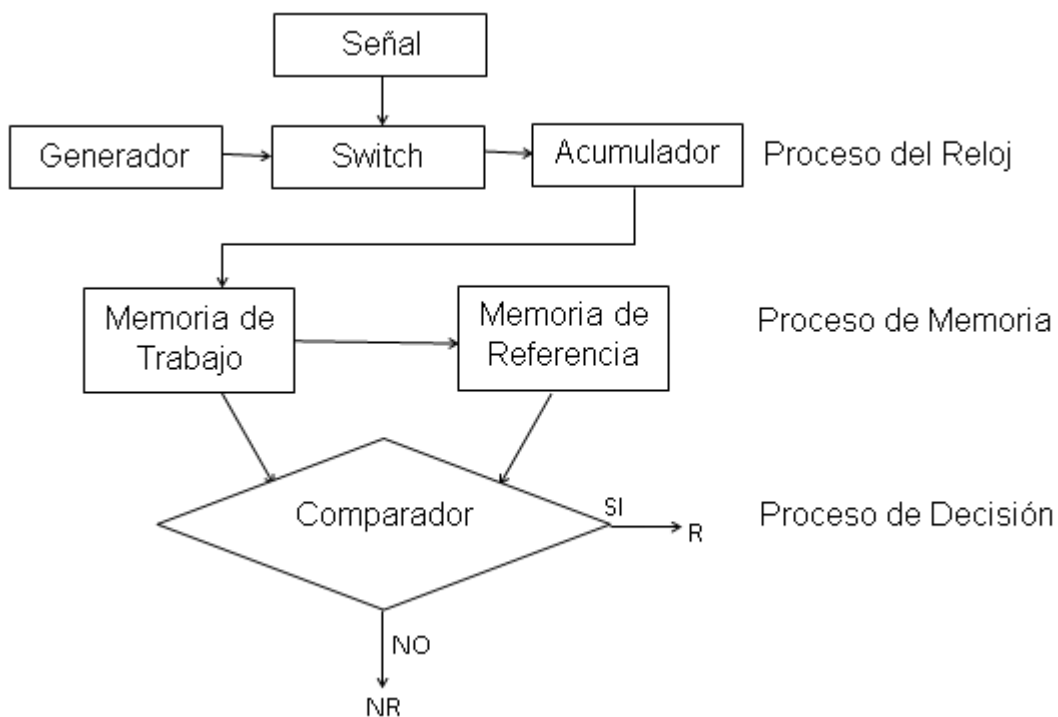 Señal
Generador
Switch
Acumulador
Proceso del Reloj
Memoria de
Trabajo
Memoria de
Referencia
Proceso de Memoria
Comparador
SI
R
Proceso de Decisión
NO
NR